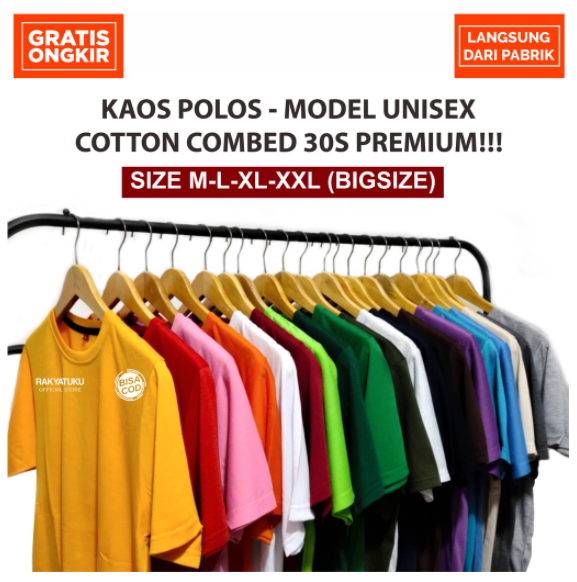 GRATIS
ONGKIR
LANGSUNG
DARI PABRIK
KAOS POLOS - MODEL UNISEX
COTTON COMBED 30S PREMIUM!!!
SIZE M-L-XL-XXL (BIGSIZE)
RAKYATUKU
OFFICIAL STORE
BISA
COD